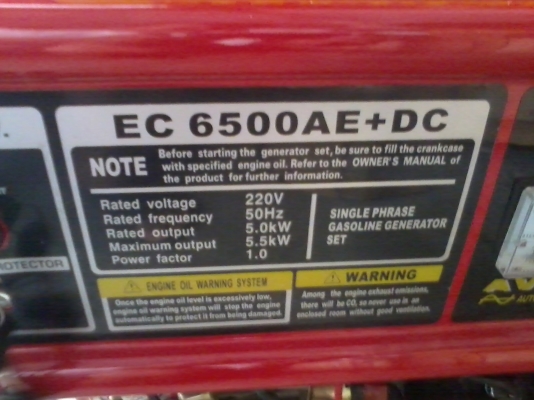 EC 6500AE+DC
NOTE
Before starting the generator set, be sure to fill the crankcase
with specified engine oil. Refer to the OWNER'S MANUAL of
the product for further information.
Rated voltage 220V
Rated frequency 50Hz
Rated output 5.0kW
Maximum output 5.5kW
Power factor 1.0
SINGLE PHRASE
GASOLINE GENERATOR
SET
ENGINE OIL WARNING SYSTEM
Once the engine oil level is excessively low,
engine oil warning system will stop the engine
automatically to protect it from being damaged.
WARNING
Among the engine exhaust emissions,
there will be CO, so never use in an
enclosed room without good ventilation.
OTECTOR
AV
AUT